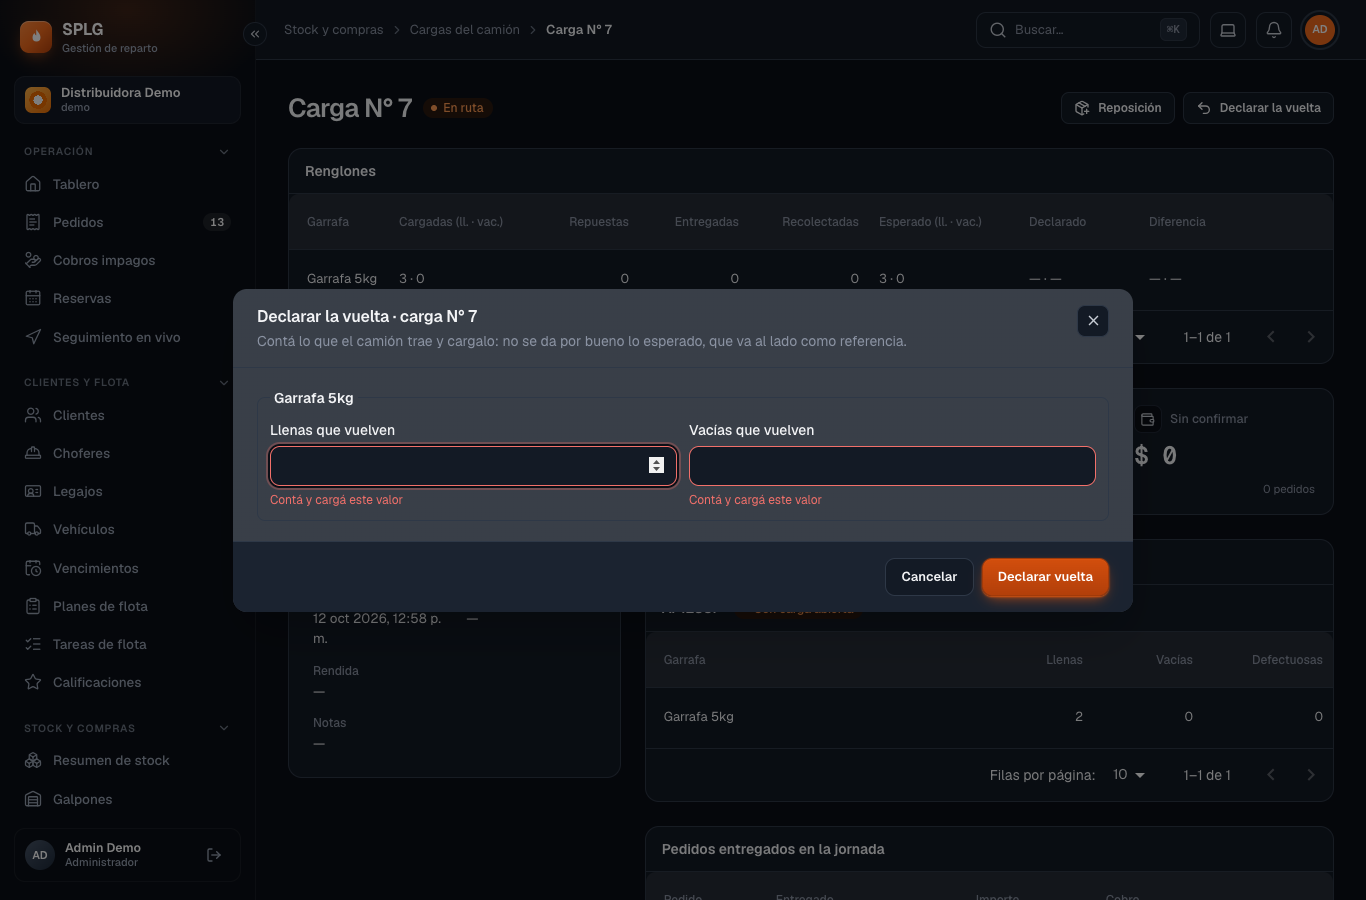 SPLG
Gestión de reparto
Stock y compras > Cargas del camión > Carga N° 7
Buscar...
⌘K
AD
Distribuidora Demo
demo
OPERACIÓN
Tablero
Pedidos
13
Cobros impagos
Reservas
Seguimiento en vivo
CLIENTES Y FLOTA
Clientes
Choferes
Legajos
Vehículos
Vencimientos
Planes de flota
Tareas de flota
Calificaciones
STOCK Y COMPRAS
Resumen de stock
Galpones
AD
Admin Demo
Administrador
Carga N° 7
En ruta
Reposición
Declarar la vuelta
Renglones
Garrafa Cargadas (ll. · vac.) Repuestas Entregadas Recolectadas Esperado (ll. · vac.) Declarado Diferencia
Garrafa 5kg 3 · 0 0 0 0 3 · 0 — · — — · —
1–1 de 1
Declarar la vuelta · carga N° 7
Contá lo que el camión trae y cargalo: no se da por bueno lo esperado, que va al lado como referencia.
Garrafa 5kg
Llenas que vuelven
Vacías que vuelven
Contá y cargá este valor
Contá y cargá este valor
Cancelar
Declarar vuelta
Sin confirmar
$ 0
0 pedidos
12 oct 2026, 12:58 p. m.
—
Rendida
—
Notas
—
Garrafa Llenas Vacías Defectuosas
Garrafa 5kg 2 0 0
Filas por página: 10 1–1 de 1
Pedidos entregados en la jornada
Pedido Entregado Importe Cobro